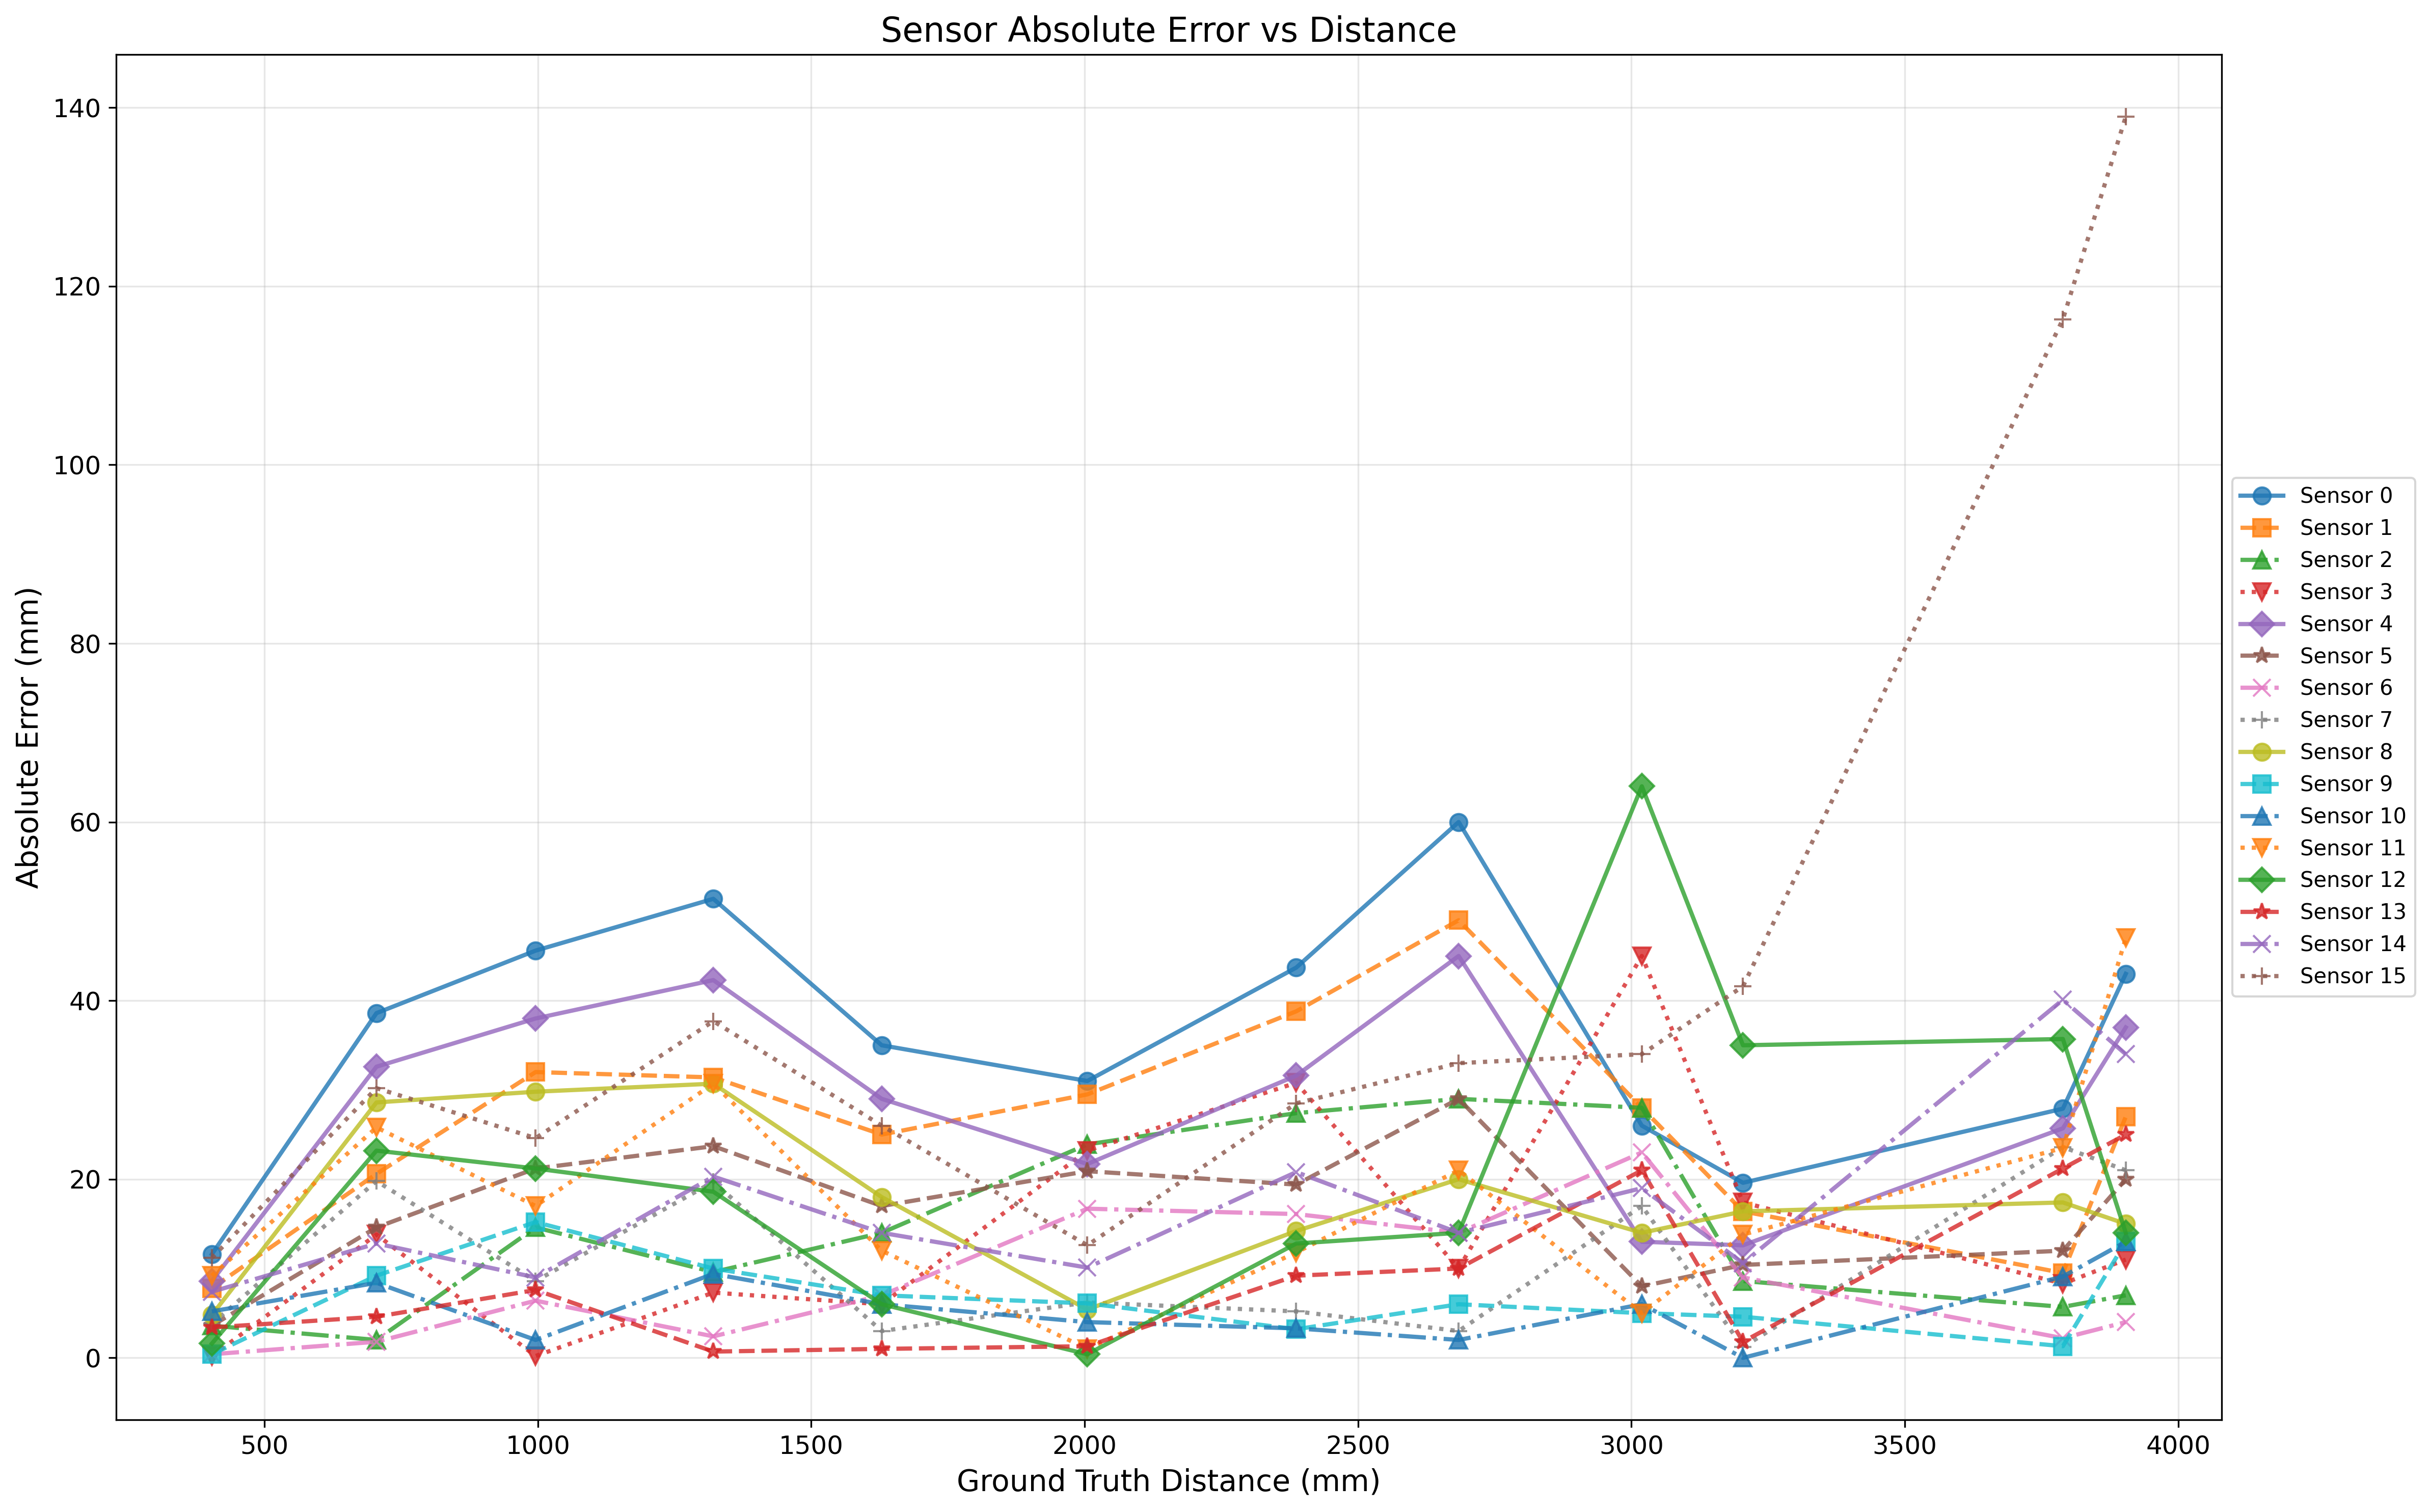 Sensor Absolute Error vs Distance
Absolute Error (mm)
140
120
100
80
60
40
20
0
500 1000 1500 2000 2500 3000 3500 4000
Ground Truth Distance (mm)
Sensor 0
Sensor 1
Sensor 2
Sensor 3
Sensor 4
Sensor 5
Sensor 6
Sensor 7
Sensor 8
Sensor 9
Sensor 10
Sensor 11
Sensor 12
Sensor 13
Sensor 14
Sensor 15